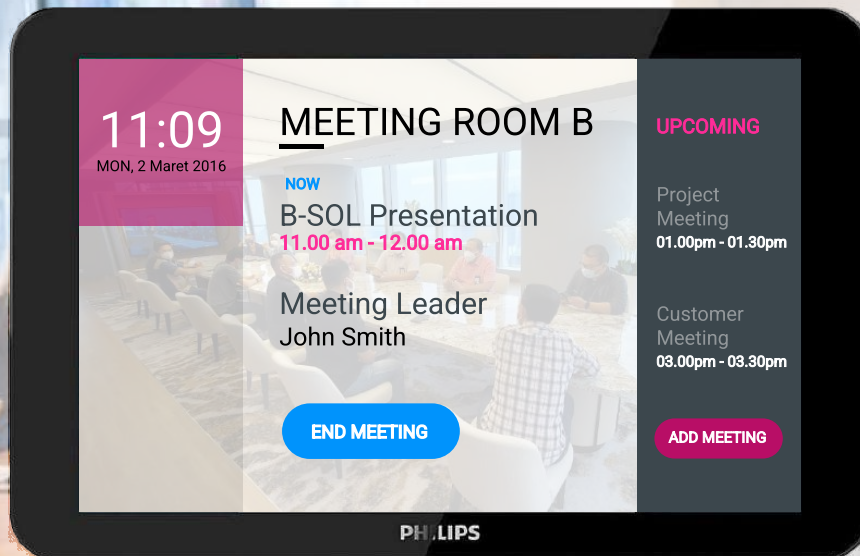 11:09
MON, 2 Maret 2016
MEETING ROOM B
NOW
B-SOL Presentation
11.00 am - 12.00 am
Meeting Leader
John Smith
END MEETING
UPCOMING
Project
Meeting
01.00pm - 01.30pm
Customer
Meeting
03.00pm - 03.30pm
ADD MEETING
PHILIPS